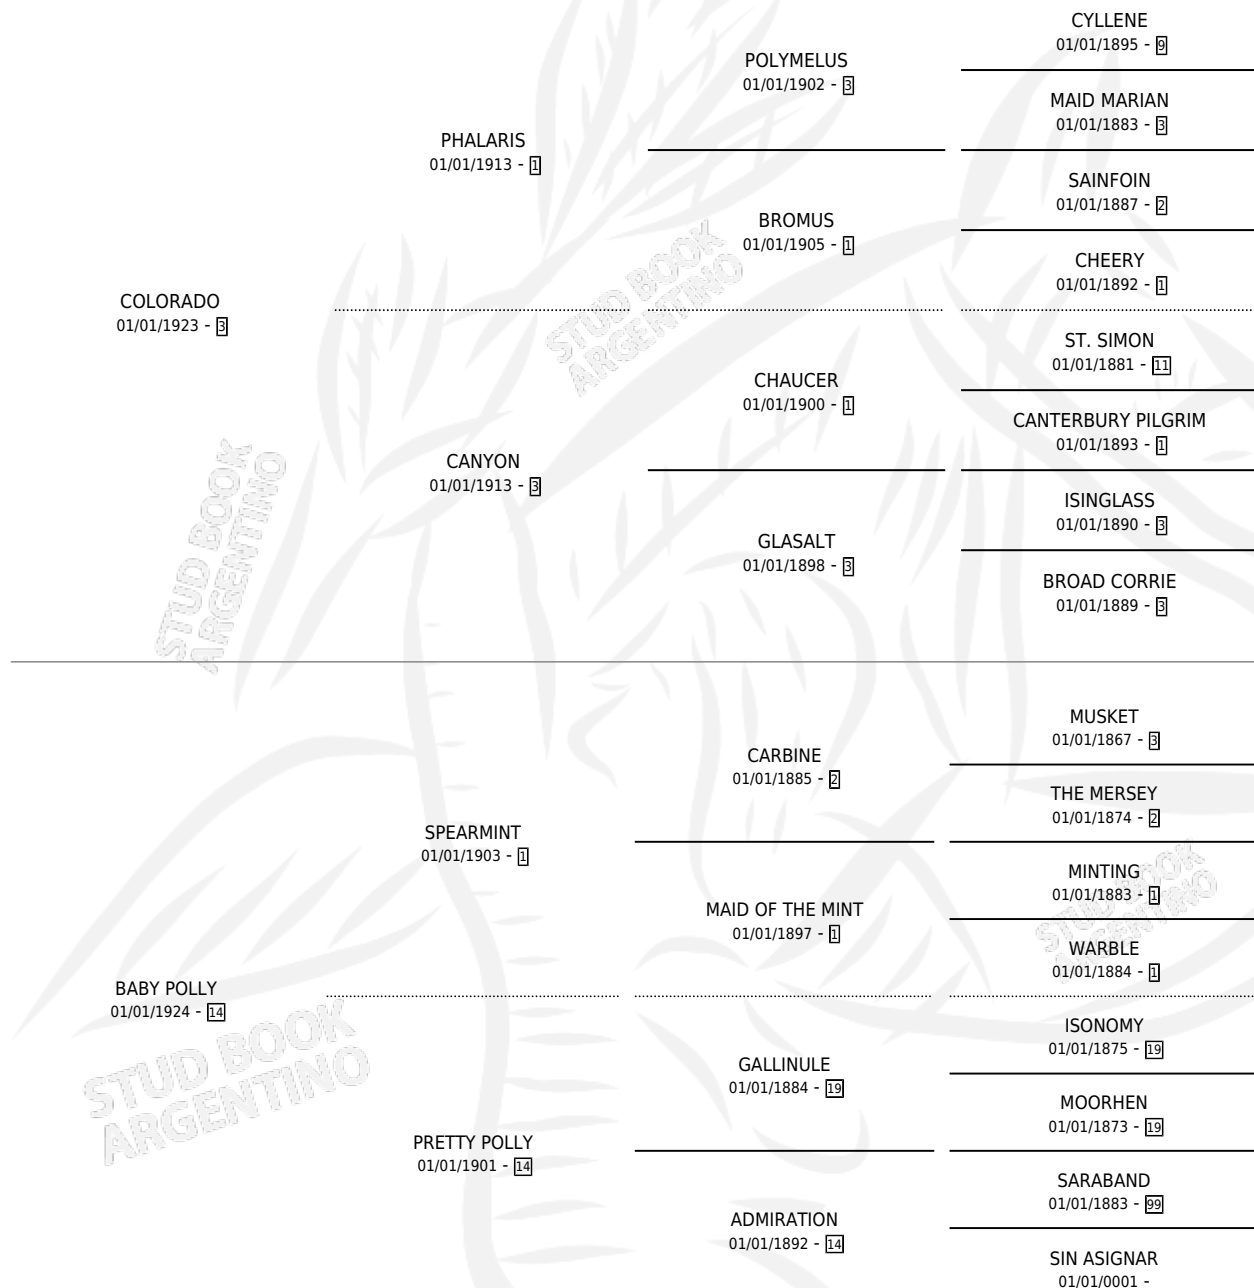 CYLLENE
01/01/1895 - 9
POLYMELUS
01/01/1902 - 3
MAID MARIAN
01/01/1883 - 3
PHALARIS
01/01/1913 - 1
SAINFOIN
01/01/1887 - 2
BROMUS
01/01/1905 - 1
CHEERY
01/01/1892 - 1
COLORADO
01/01/1923 - 3
STUD BOOK
ARGENTINO
ST. SIMON
01/01/1881 - 11
CHAUCER
01/01/1900 - 1
CANTERBURY PILGRIM
01/01/1893 - 1
CANYON
01/01/1913 - 3
ISINGLASS
01/01/1890 - 3
GLASALT
01/01/1898 - 3
BROAD CORRIE
01/01/1889 - 3
STUD BOOK
ARGENTINO
MUSKET
01/01/1867 - 3
CARBINE
01/01/1885 - 2
THE MERSEY
01/01/1874 - 2
SPEARMINT
01/01/1903 - 1
MINTING
01/01/1883 - 1
MAID OF THE MINT
01/01/1897 - 1
WARBLE
01/01/1884 - 1
STUD BOOK
ARGENTINO
BABY POLLY
01/01/1924 - 14
STUD BOOK
ARGENTINO
ISONOMY
01/01/1875 - 19
GALLINULE
01/01/1884 - 19
MOORHEN
01/01/1873 - 19
PRETTY POLLY
01/01/1901 - 14
SARABAND
01/01/1883 - 99
ADMIRATION
01/01/1892 - 14
SIN ASIGNAR
01/01/0001 -